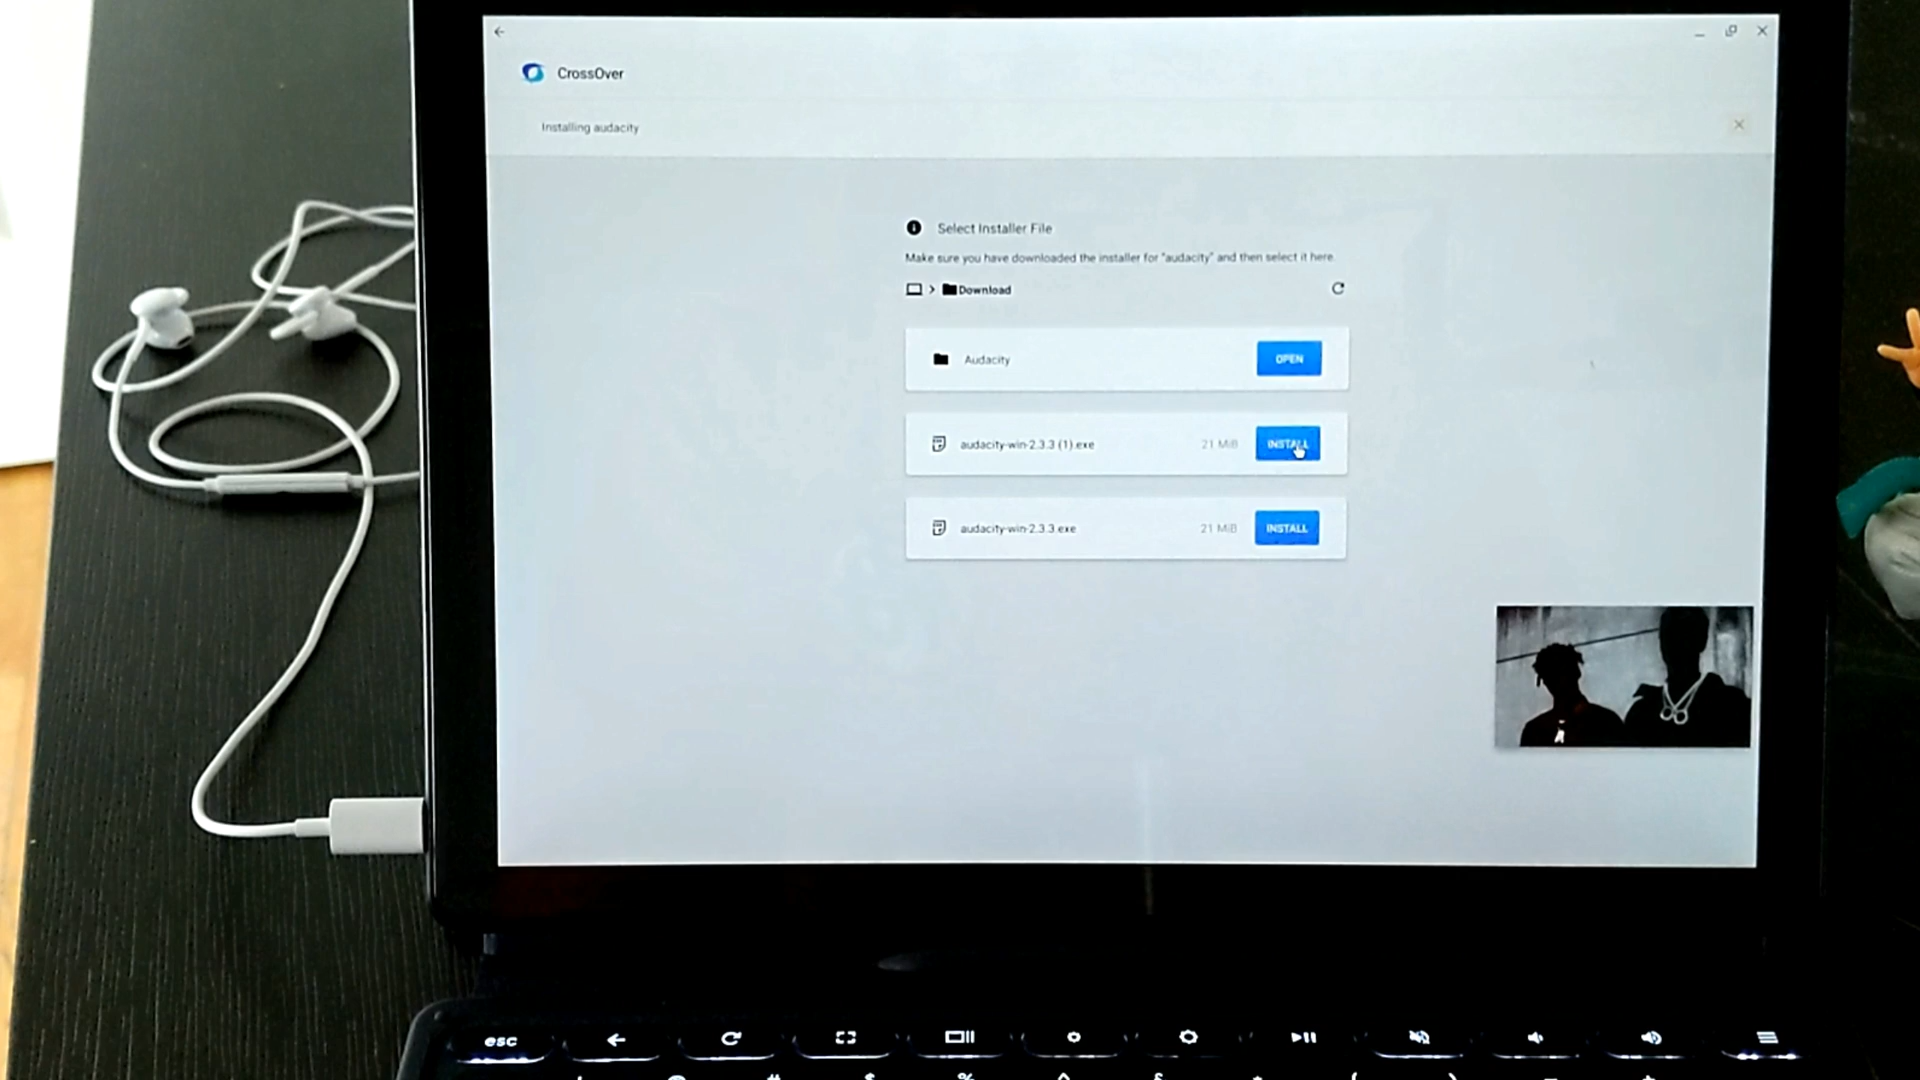 CrossOver
Installing audacity
Select Installer File
Make sure you have downloaded the installer for "audacity" and then select it here.
Download
Audacity
OPEN
audacity-win-2.3.3 (1).exe
21 MiB
INSTALL
audacity-win-2.3.3.exe
21 MiB
INSTALL
A
esc